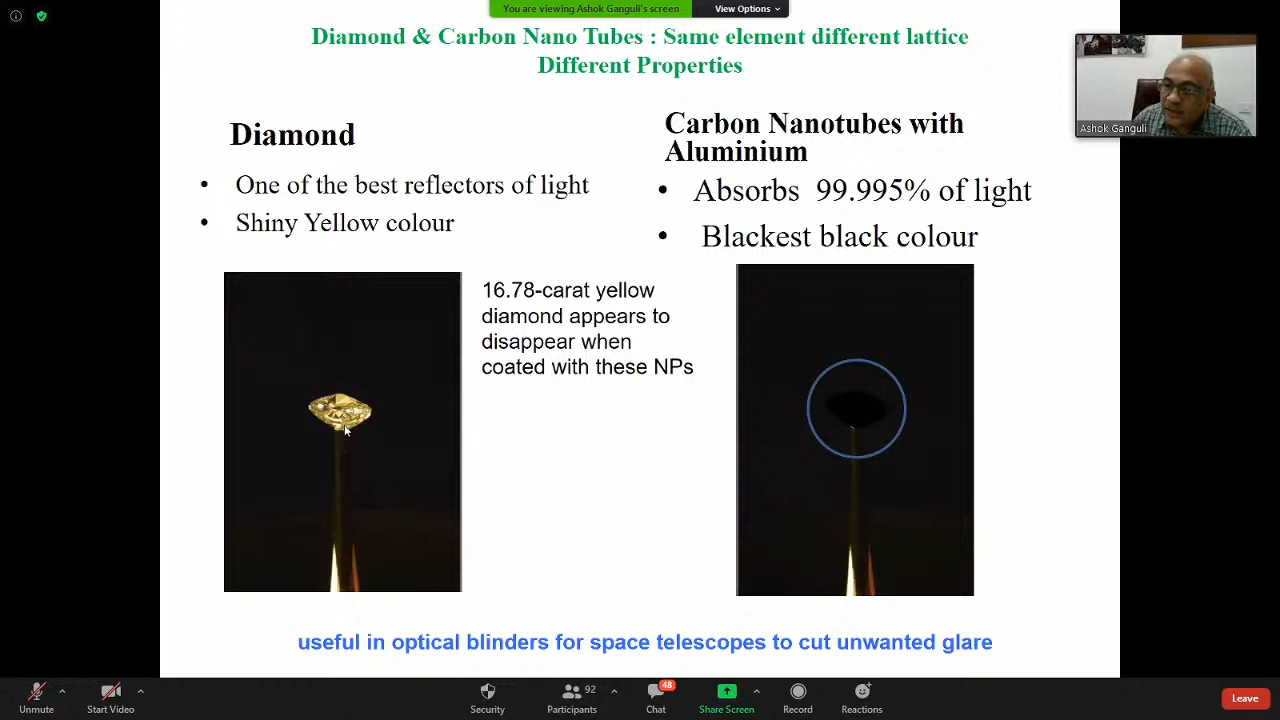 You are viewing Ashok Ganguli's screen
View Options
Diamond & Carbon Nano Tubes : Same element different lattice
Different Properties
Ashok Ganguli
Diamond
• One of the best reflectors of light
• Shiny Yellow colour
Carbon Nanotubes with
Aluminium
• Absorbs 99.995% of light
• Blackest black colour
16.78-carat yellow
diamond appears to
disappear when
coated with these NPs
useful in optical blinders for space telescopes to cut unwanted glare
Unmute
Start Video
Security
92
Participants
48
Chat
Share Screen
Record
Reactions
Leave